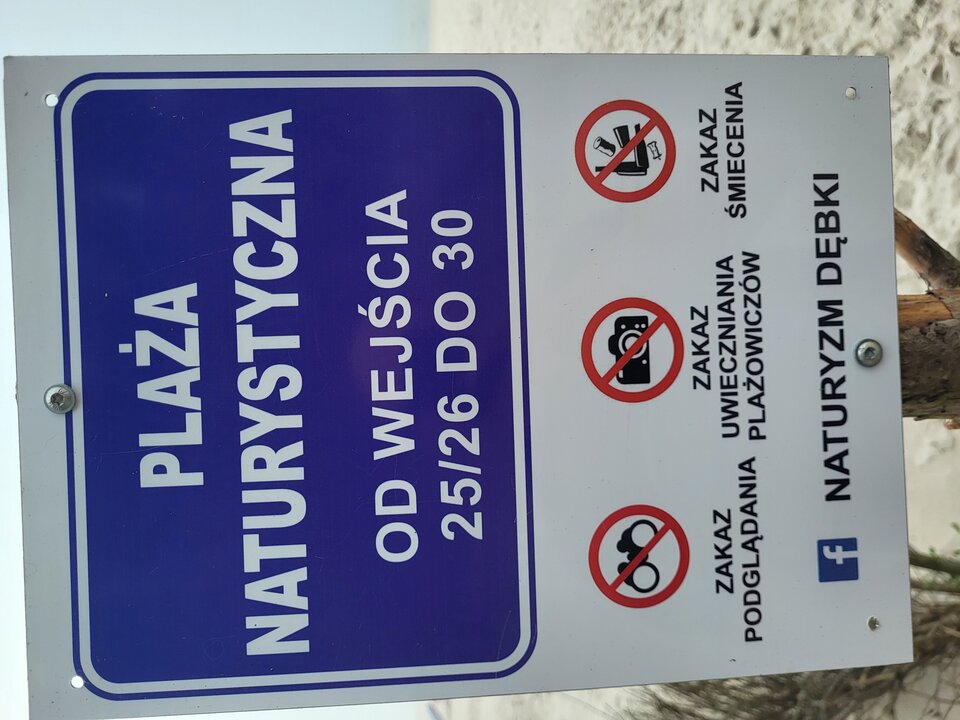 PLAŻA
NATURYSTYCZNA
OD WEJŚCIA
25/26 DO 30
ZAKAZ
PODGLĄDANIA
ZAKAZ
UWIECZNIANIA
PLAŻOWICZÓW
ZAKAZ
ŚMIECENIA
f NATURYZM DĘBKI